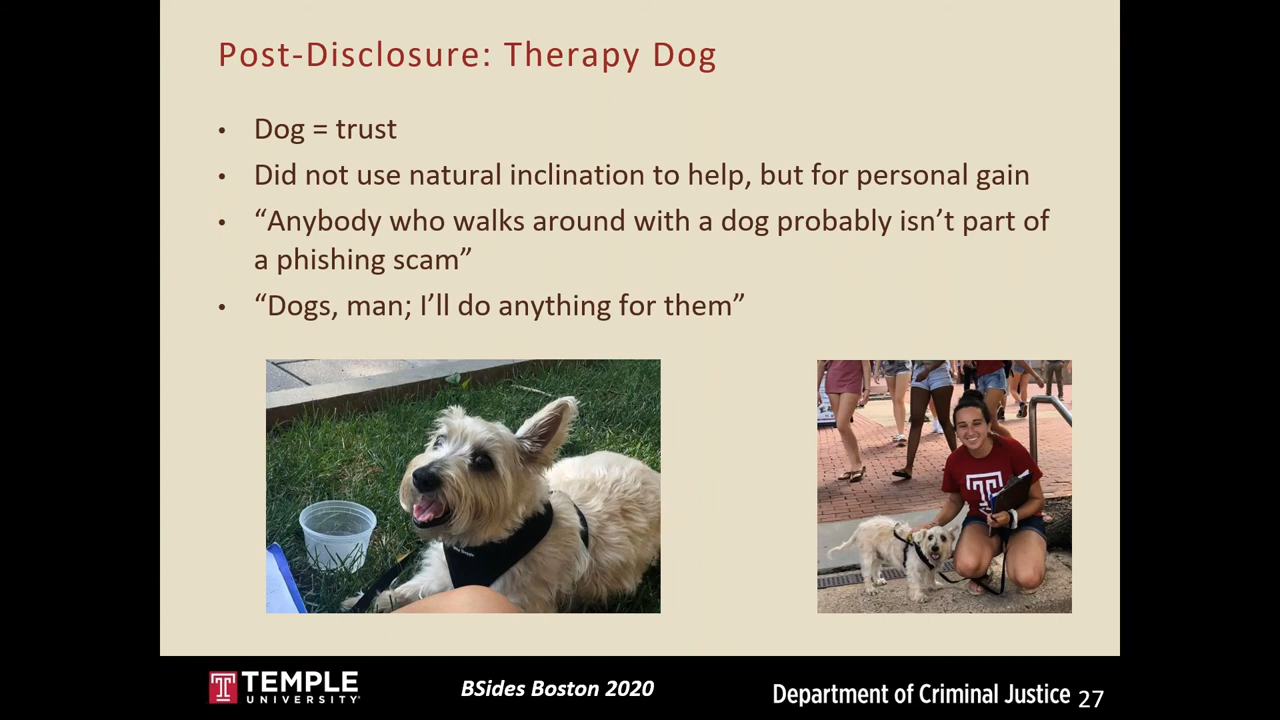 Post-Disclosure: Therapy Dog
• Dog = trust
• Did not use natural inclination to help, but for personal gain
• “Anybody who walks around with a dog probably isn’t part of
a phishing scam”
• “Dogs, man; I’ll do anything for them”
T
T TEMPLE
UNIVERSITY
BSides Boston 2020
Department of Criminal Justice 27